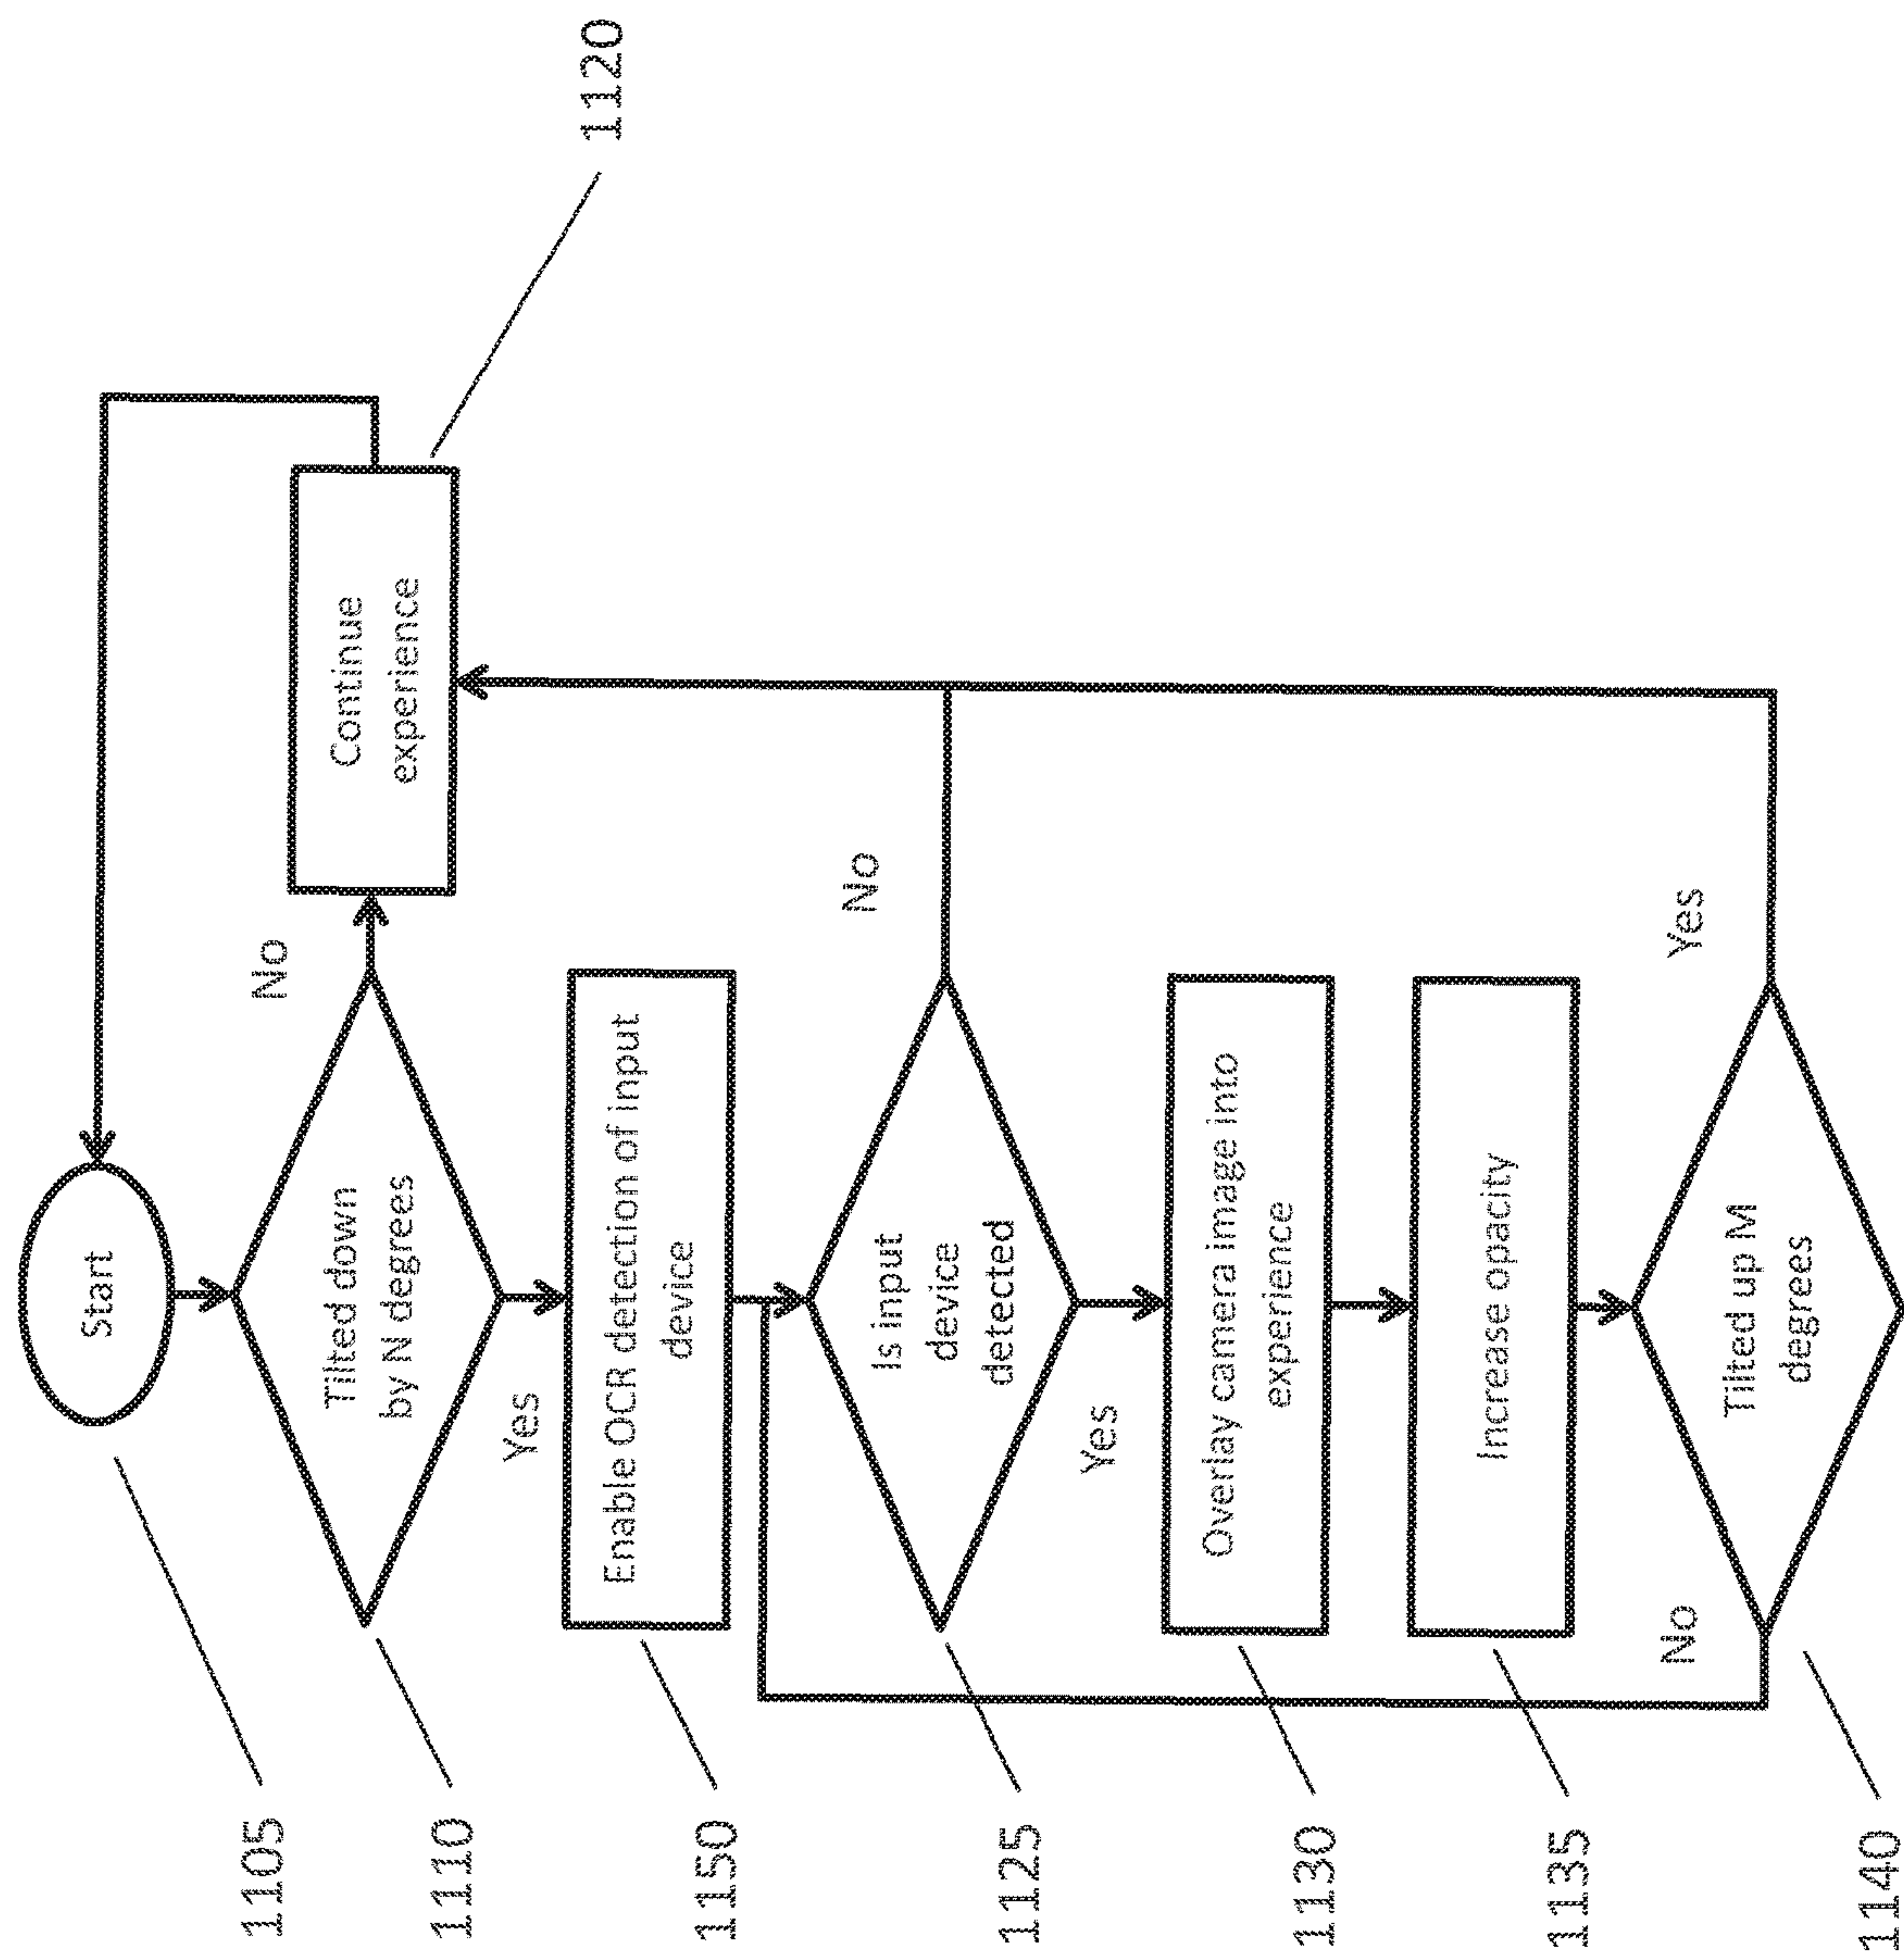 Start
1105
Tilted down
by N degrees
1110
No
Continue
experience
1120
Yes
Enable OCR detection of input
device
1150
Is input
device
detected
1125
No
Yes
Overlay camera image into
experience
1130
Increase opacity
1135
Tilted up M
degrees
1140
No
Yes